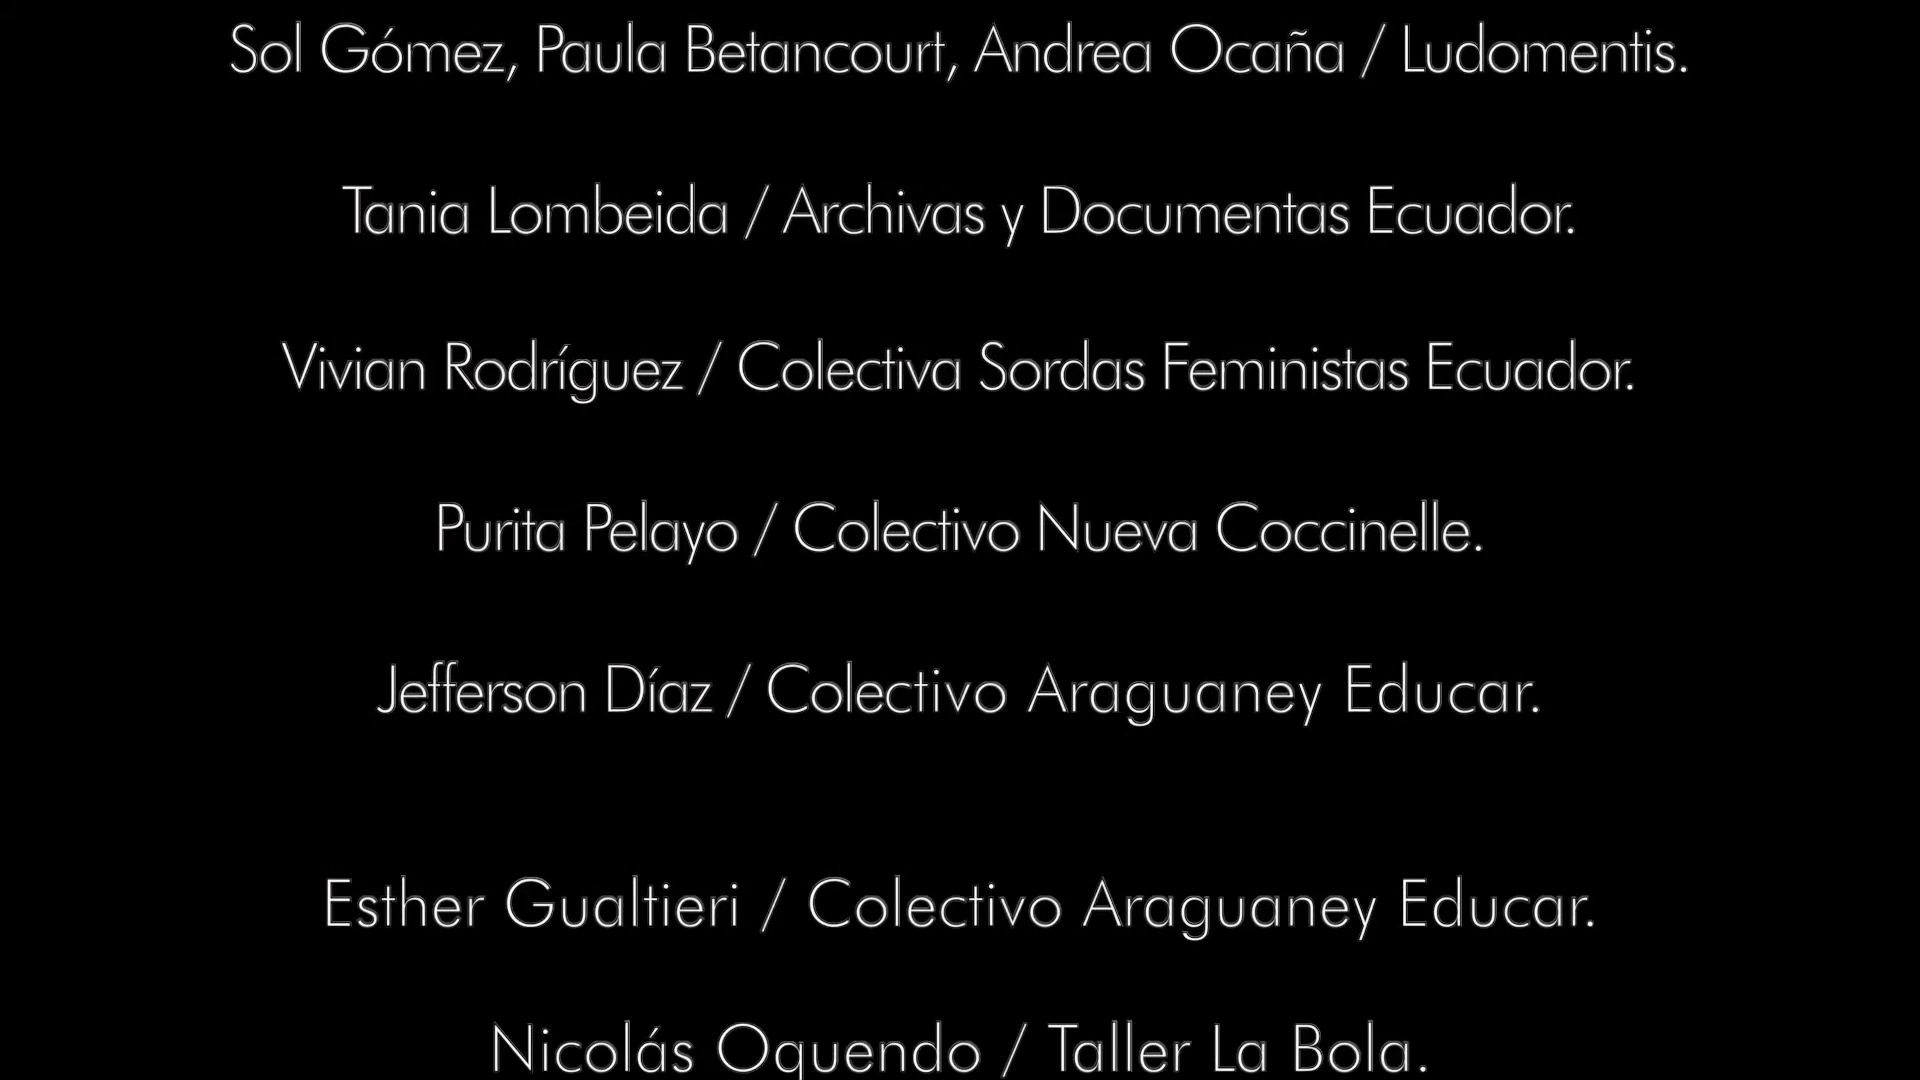 Sol Gómez, Paula Betancourt, Andrea Ocaña / Ludomentis.
Tania Lombeida / Archivas y Documentas Ecuador.
Vivian Rodríguez / Colectiva Sordas Feministas Ecuador.
Purita Pelayo / Colectivo Nueva Coccinelle.
Jefferson Díaz / Colectivo Araguaney Educar.
Esther Gualtieri / Colectivo Araguaney Educar.
Nicolás Oquendo / Taller La Bola.